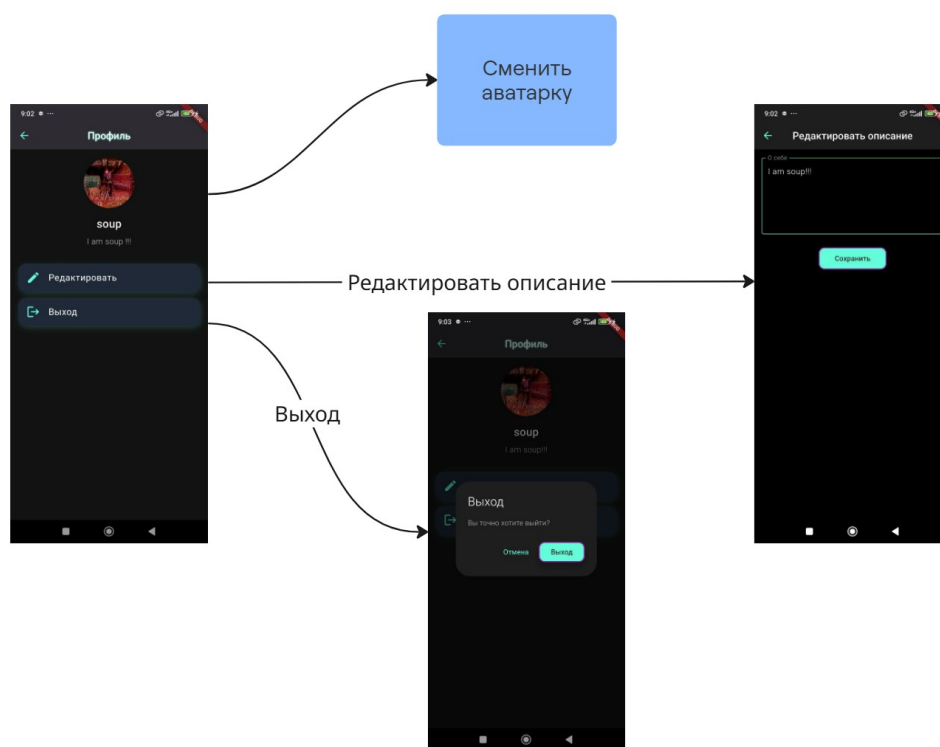 Сменить
аватарку
9:02
Профиль
soup
I am soup !!!
Редактировать
Выход
Редактировать описание
Выход
9:03
Профиль
soup
I am soup!!!
Выход
Вы точно хотите выйти?
Отмена
Выход
9:02
Редактировать описание
О себе
I am soup!!!
Сохранить